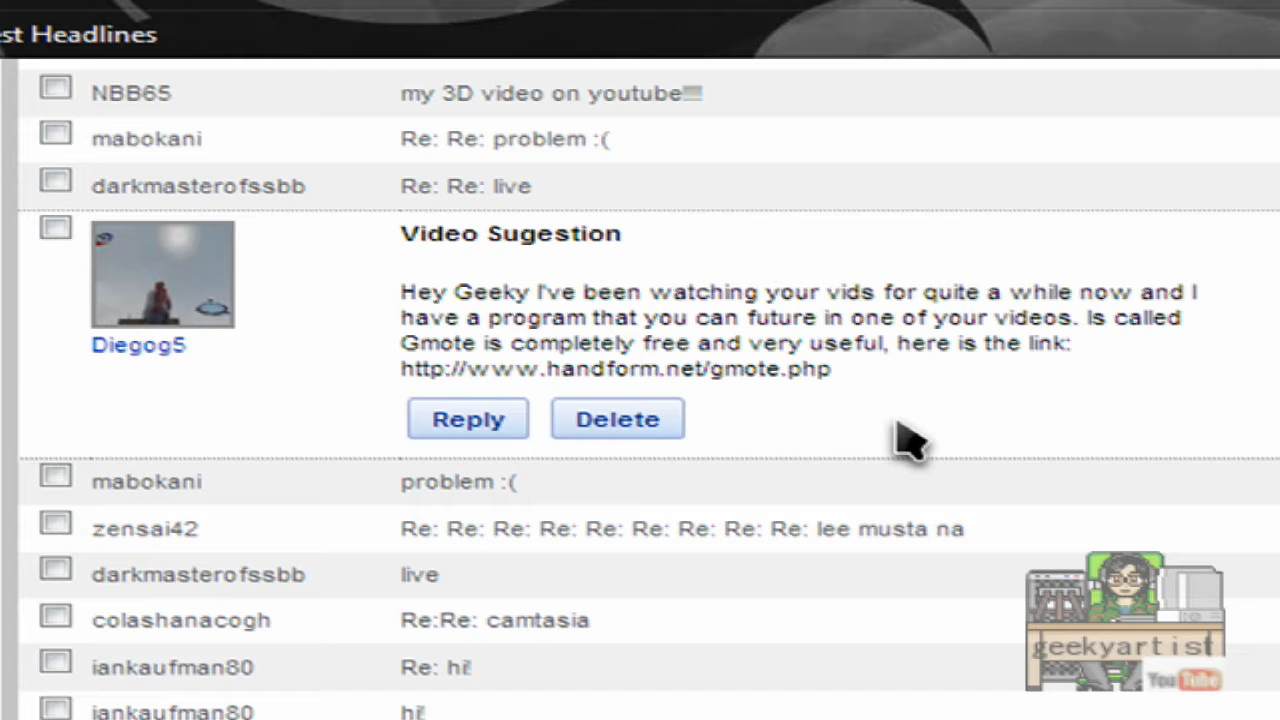 st Headlines
NBB65 my 3D video on youtube!!!!
mabokani Re: Re: problem :(
darkmasterofssbb Re: Re: live
Video Sugestion
Hey Geeky I've been watching your vids for quite a while now and I
have a program that you can future in one of your videos. Is called
Gmote is completely free and very useful, here is the link:
http://www.handform.net/gmote.php
Diegog5
Reply Delete
mabokani problem :(
zensai42 Re: Re: Re: Re: Re: Re: Re: Re: Re: lee musta na
darkmasterofssbb live
colashanacogh Re:Re: camtasia
iankaufman80 Re: hi!
iankaufman80 hi!
geekyartist
YouTube